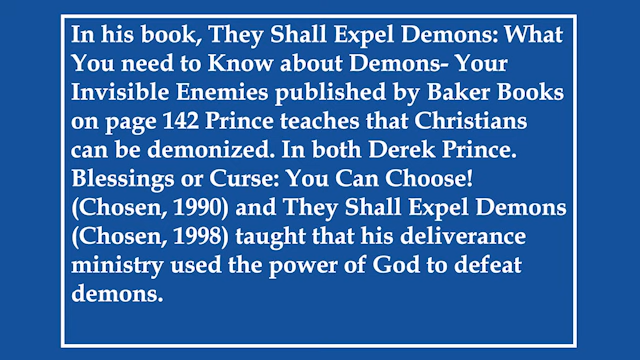 In his book, They Shall Expel Demons: What
You need to Know about Demons- Your
Invisible Enemies published by Baker Books
on page 142 Prince teaches that Christians
can be demonized. In both Derek Prince.
Blessings or Curse: You Can Choose!
(Chosen, 1990) and They Shall Expel Demons
(Chosen, 1998) taught that his deliverance
ministry used the power of God to defeat
demons.